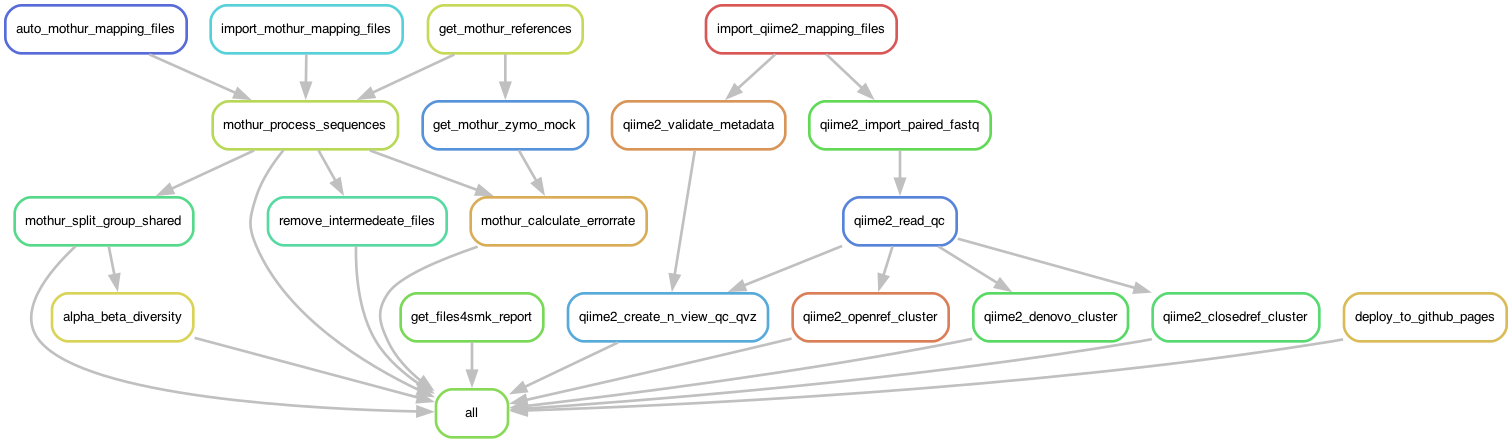 auto_mothur_mapping_files
import_mothur_mapping_files
get_mothur_references
import_qiime2_mapping_files
mothur_process_sequences
get_mothur_zymo_mock
qiime2_validate_metadata
qiime2_import_paired_fastq
mothur_split_group_shared
remove_intermedeate_files
mothur_calculate_errorrate
qiime2_read_qc
alpha_beta_diversity
get_files4smk_report
qiime2_create_n_view_qc_qvz
qiime2_openref_cluster
qiime2_denovo_cluster
qiime2_closedref_cluster
deploy_to_github_pages
all